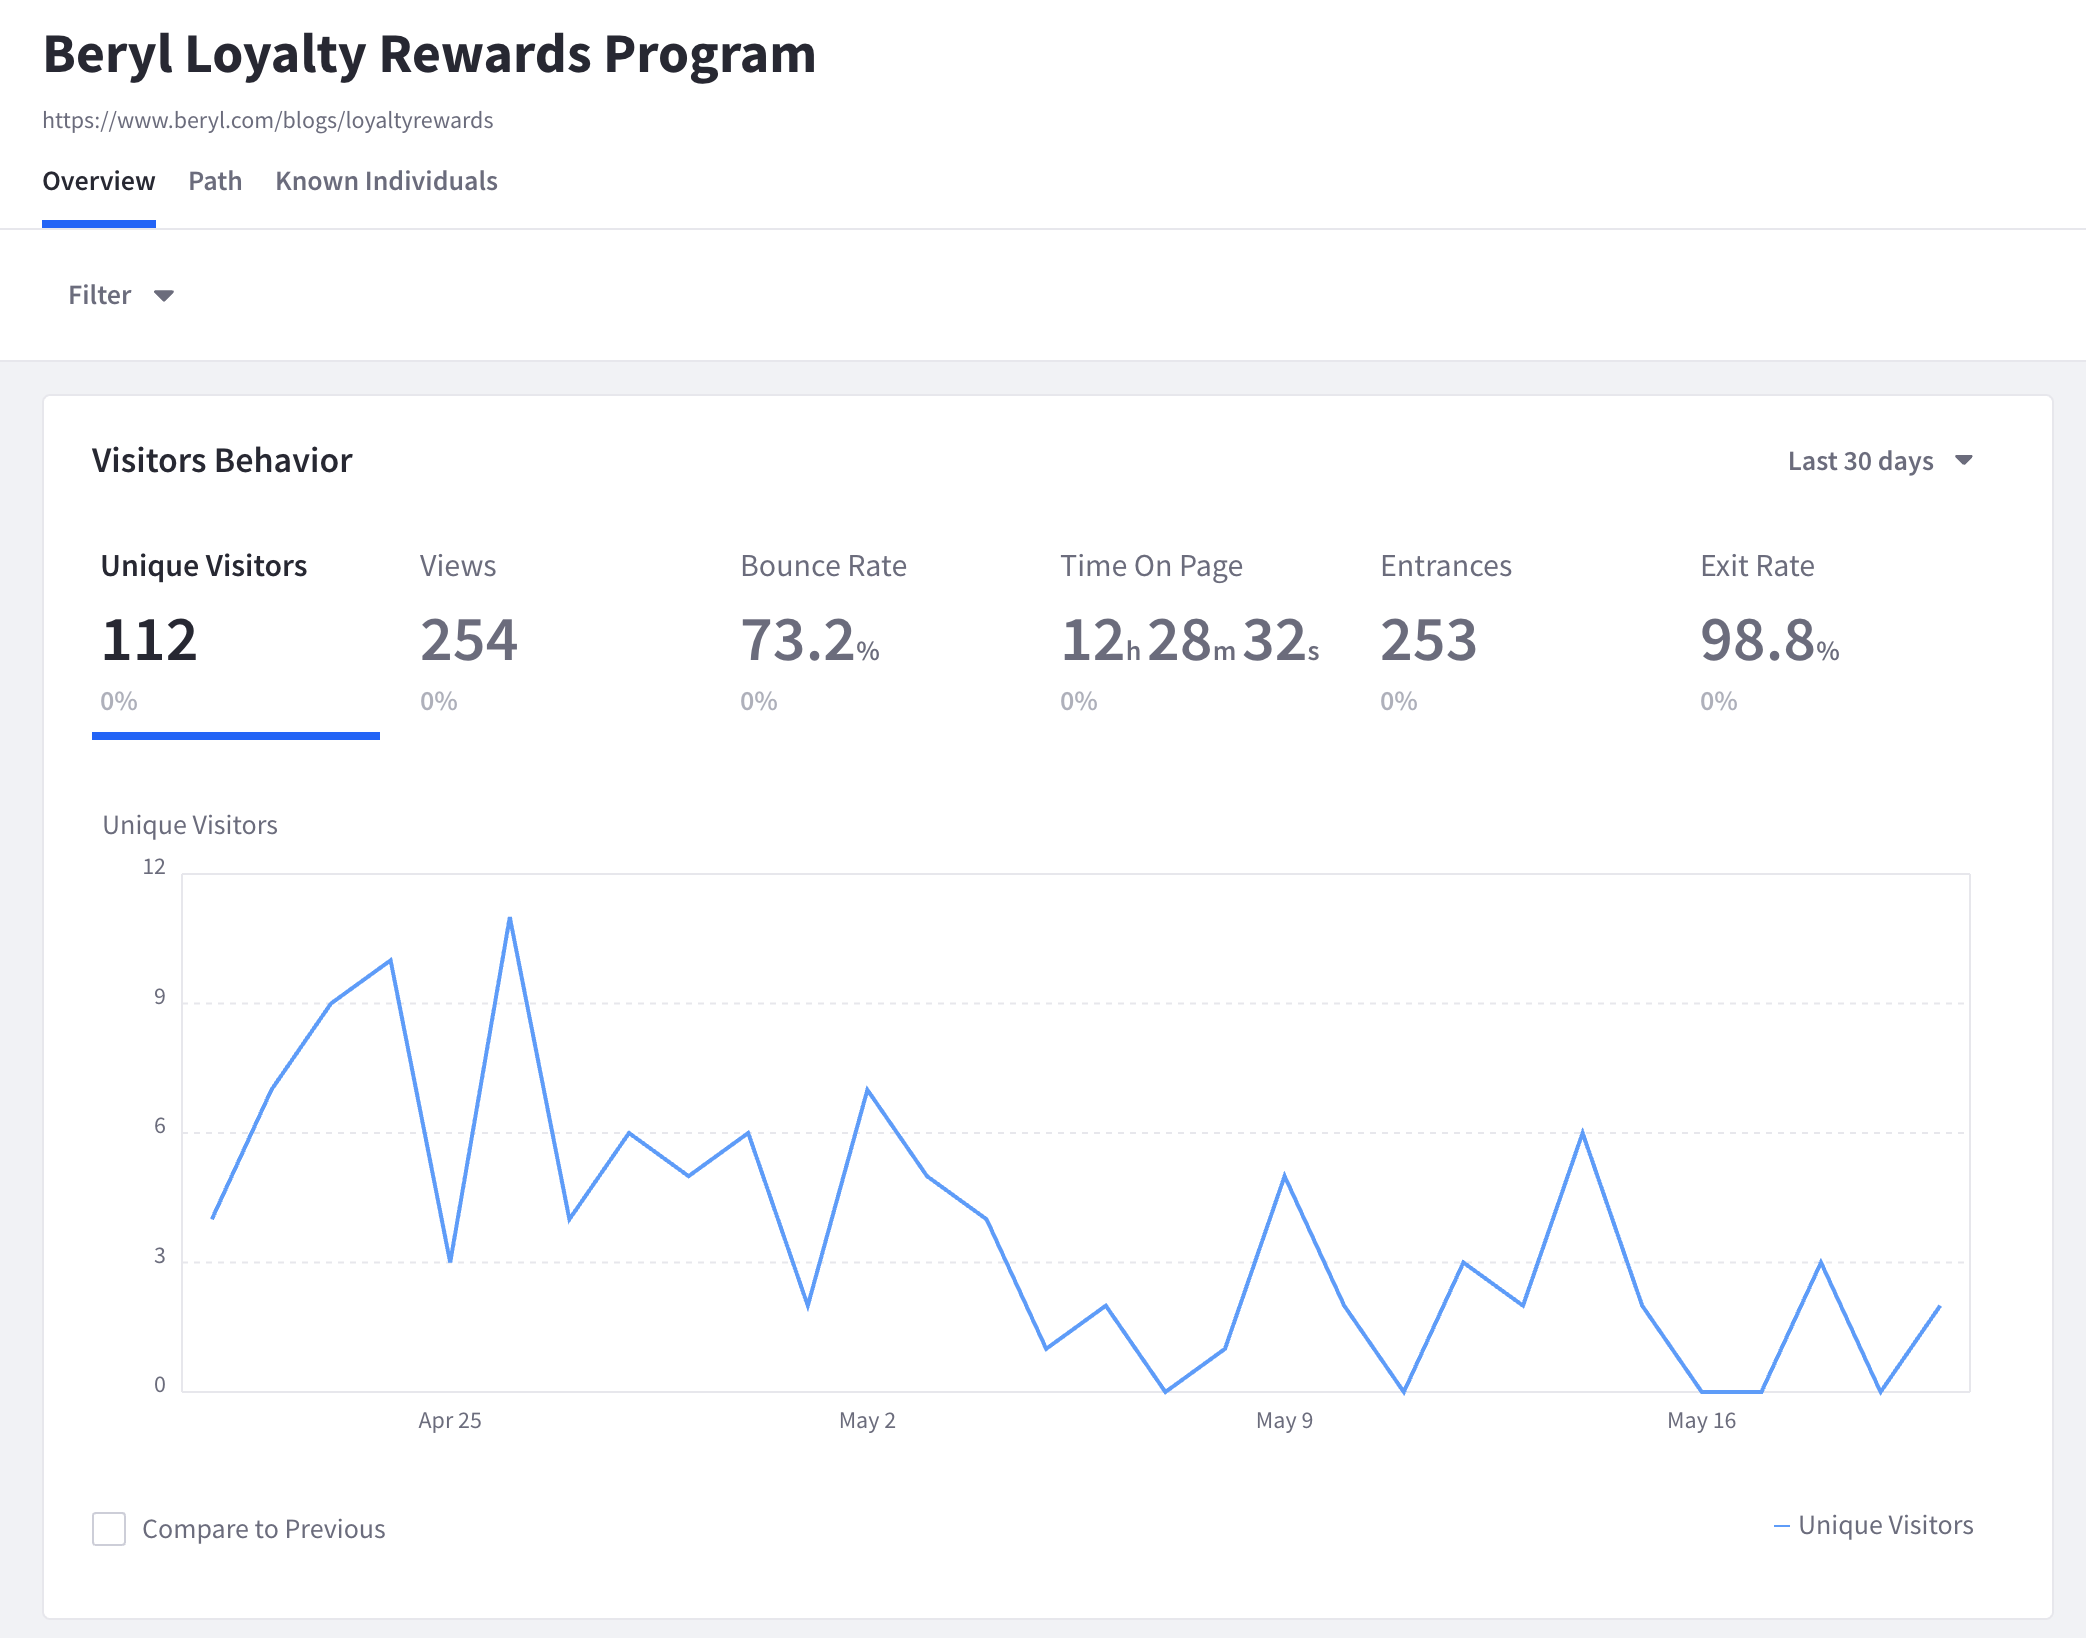 Beryl Loyalty Rewards Program
https://www.beryl.com/blogs/loyaltyrewards
Overview Path Known Individuals
Filter
Visitors Behavior
Last 30 days
Unique Visitors
112
0%
Views
254
0%
Bounce Rate
73.2%
0%
Time On Page
12h 28m 32s
0%
Entrances
253
0%
Exit Rate
98.8%
0%
Unique Visitors
12
9
6
3
0
Apr 25 May 2 May 9 May 16
Compare to Previous
Unique Visitors